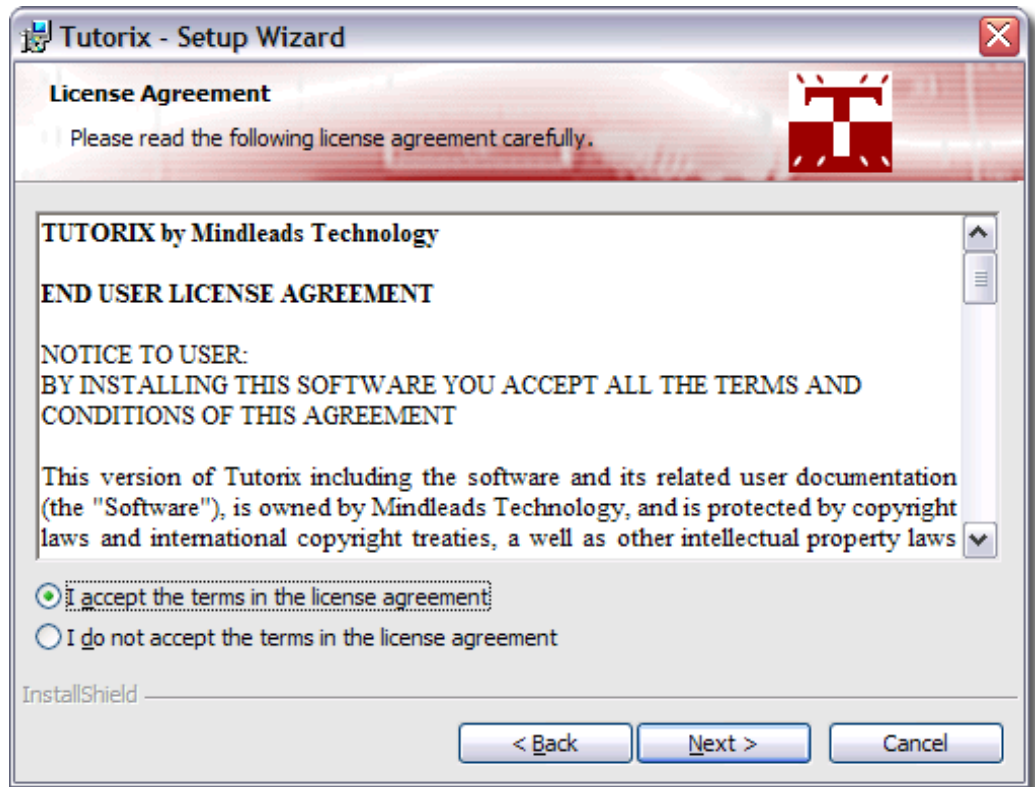 Tutorix - Setup Wizard
License Agreement
Please read the following license agreement carefully.
T
TUTORIX by Mindleads Technology
END USER LICENSE AGREEMENT
NOTICE TO USER:
BY INSTALLING THIS SOFTWARE YOU ACCEPT ALL THE TERMS AND
CONDITIONS OF THIS AGREEMENT
This version of Tutorix including the software and its related user documentation
(the "Software"), is owned by Mindleads Technology, and is protected by copyright
laws and international copyright treaties, a well as other intellectual property laws
I accept the terms in the license agreement
I do not accept the terms in the license agreement
InstallShield
< Back Next > Cancel